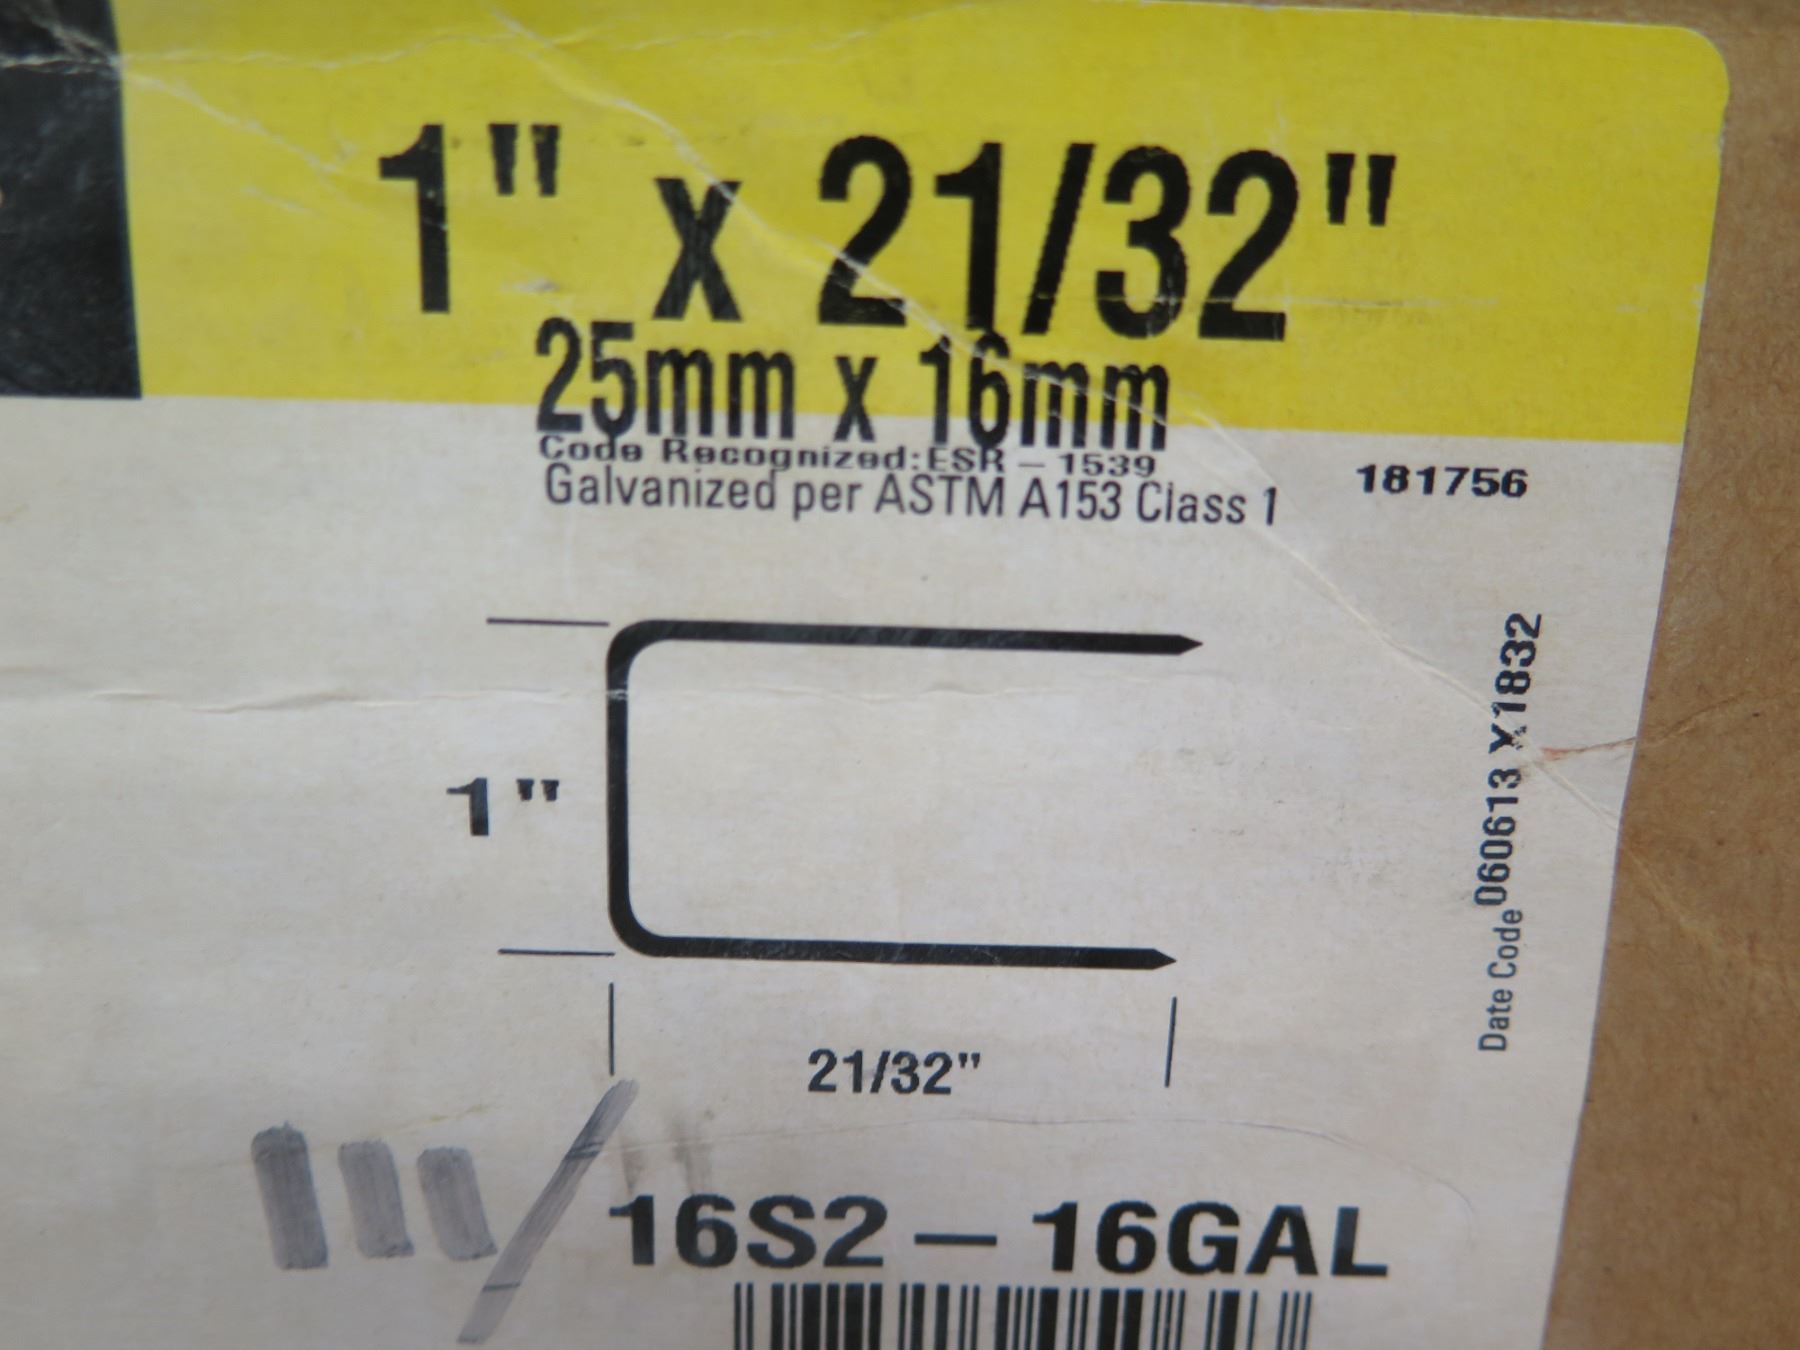 1" x 21/32"
25mm x 16mm
Code Recognized: ESR – 1539
Galvanized per ASTM A153 Class 1
181756
Date Code 060613 X1832
1"
21/32"
16S2 – 16GAL